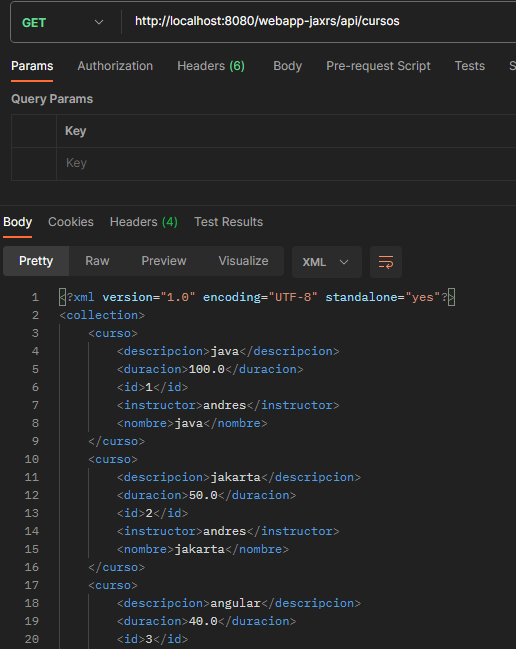 GET http://localhost:8080/webapp-jaxrs/api/cursos
Params Authorization Headers (6) Body Pre-request Script Tests S
Query Params
Key
Key
Body Cookies Headers (4) Test Results
Pretty Raw Preview Visualize XML
1 <?xml version="1.0" encoding="UTF-8" standalone="yes"?>
2 <collection>
3 <curso>
4 <descripcion>java</descripcion>
5 <duracion>100.0</duracion>
6 <id>1</id>
7 <instructor>andres</instructor>
8 <nombre>java</nombre>
9 </curso>
10 <curso>
11 <descripcion>jakarta</descripcion>
12 <duracion>50.0</duracion>
13 <id>2</id>
14 <instructor>andres</instructor>
15 <nombre>jakarta</nombre>
16 </curso>
17 <curso>
18 <descripcion>angular</descripcion>
19 <duracion>40.0</duracion>
20 <id>3</id>